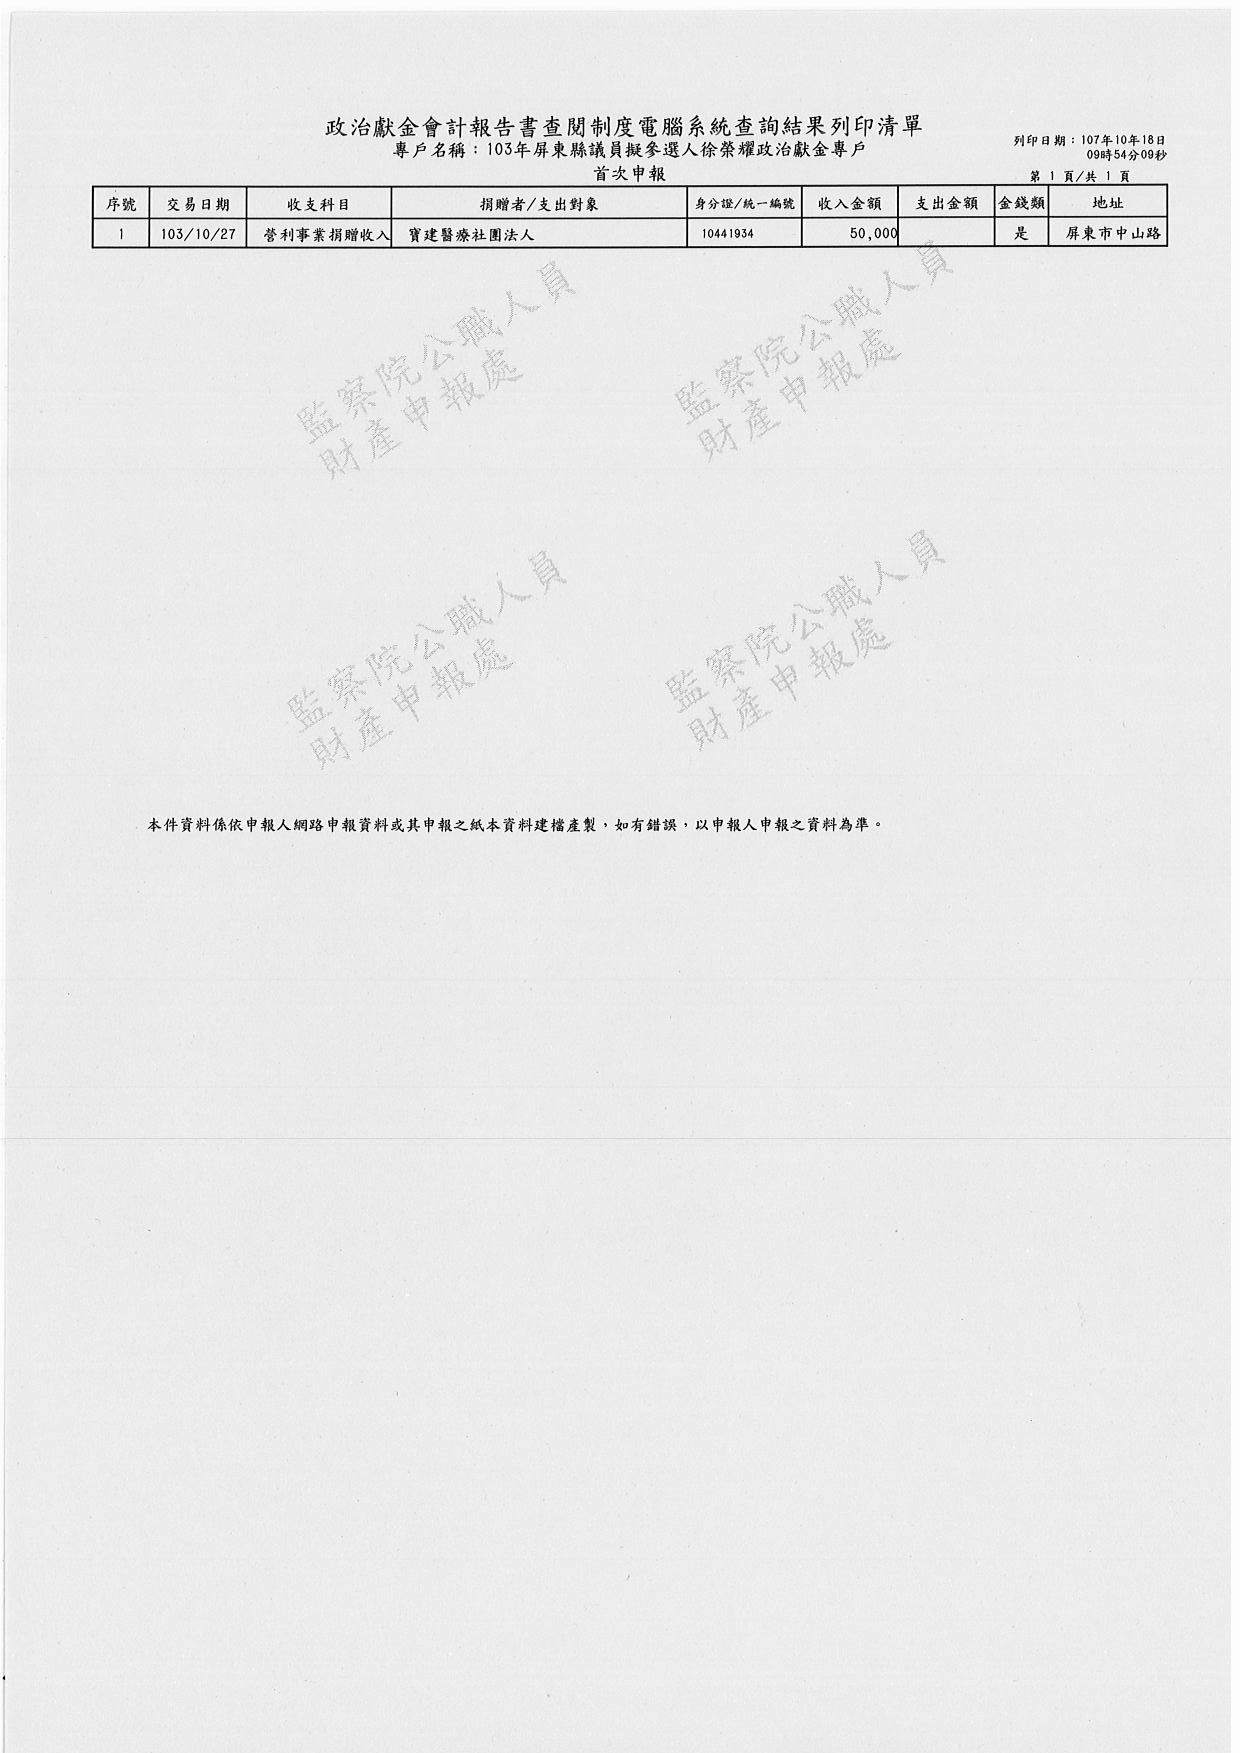 政治獻金會計報告書查閱制度電腦系統查詢結果列印清單
專戶名稱：103年屏東縣議員擬參選人徐榮耀政治獻金專戶
首次申報
列印日期：107年10年18日
09時54分09秒
第 1 頁/共 1 頁
序號 交易日期 收支科目 捐贈者/支出對象 身分證/統一編號 收入金額 支出金額 金錢類 地址
1 103/10/27 營利事業捐贈收入 寶建醫療社團法人 10441934 50,000 是 屏東市中山路
監察院公職人員
財產申報處
監察院公職人員
財產申報處
監察院公職人員
財產申報處
監察院公職人員
財產申報處
本件資料係依申報人網路申報資料或其申報之紙本資料建檔產製，如有錯誤，以申報人申報之資料為準。